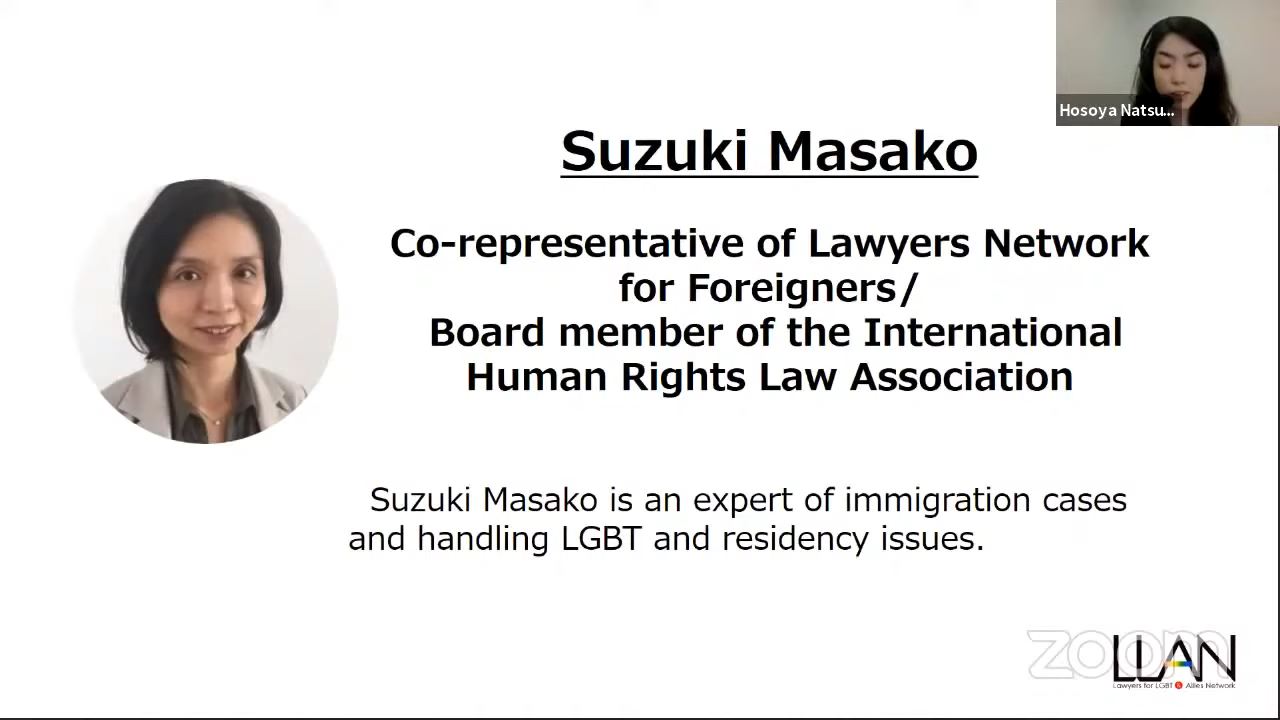 Hosoya Natsu...
Suzuki Masako
Co-representative of Lawyers Network
for Foreigners/
Board member of the International
Human Rights Law Association
Suzuki Masako is an expert of immigration cases
and handling LGBT and residency issues.
zoom
LLAN
Lawyers for LGBT & Allies Network